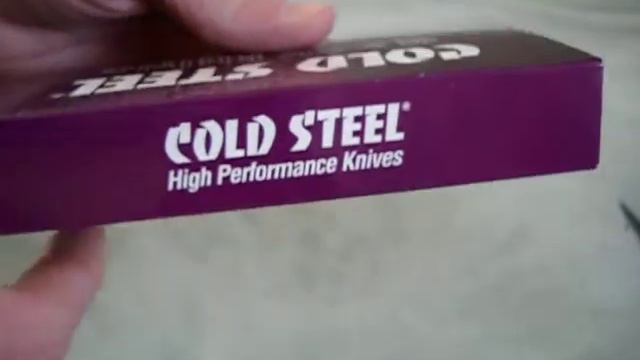 COLD STEEL
COLD STEEL®
High Performance Knives